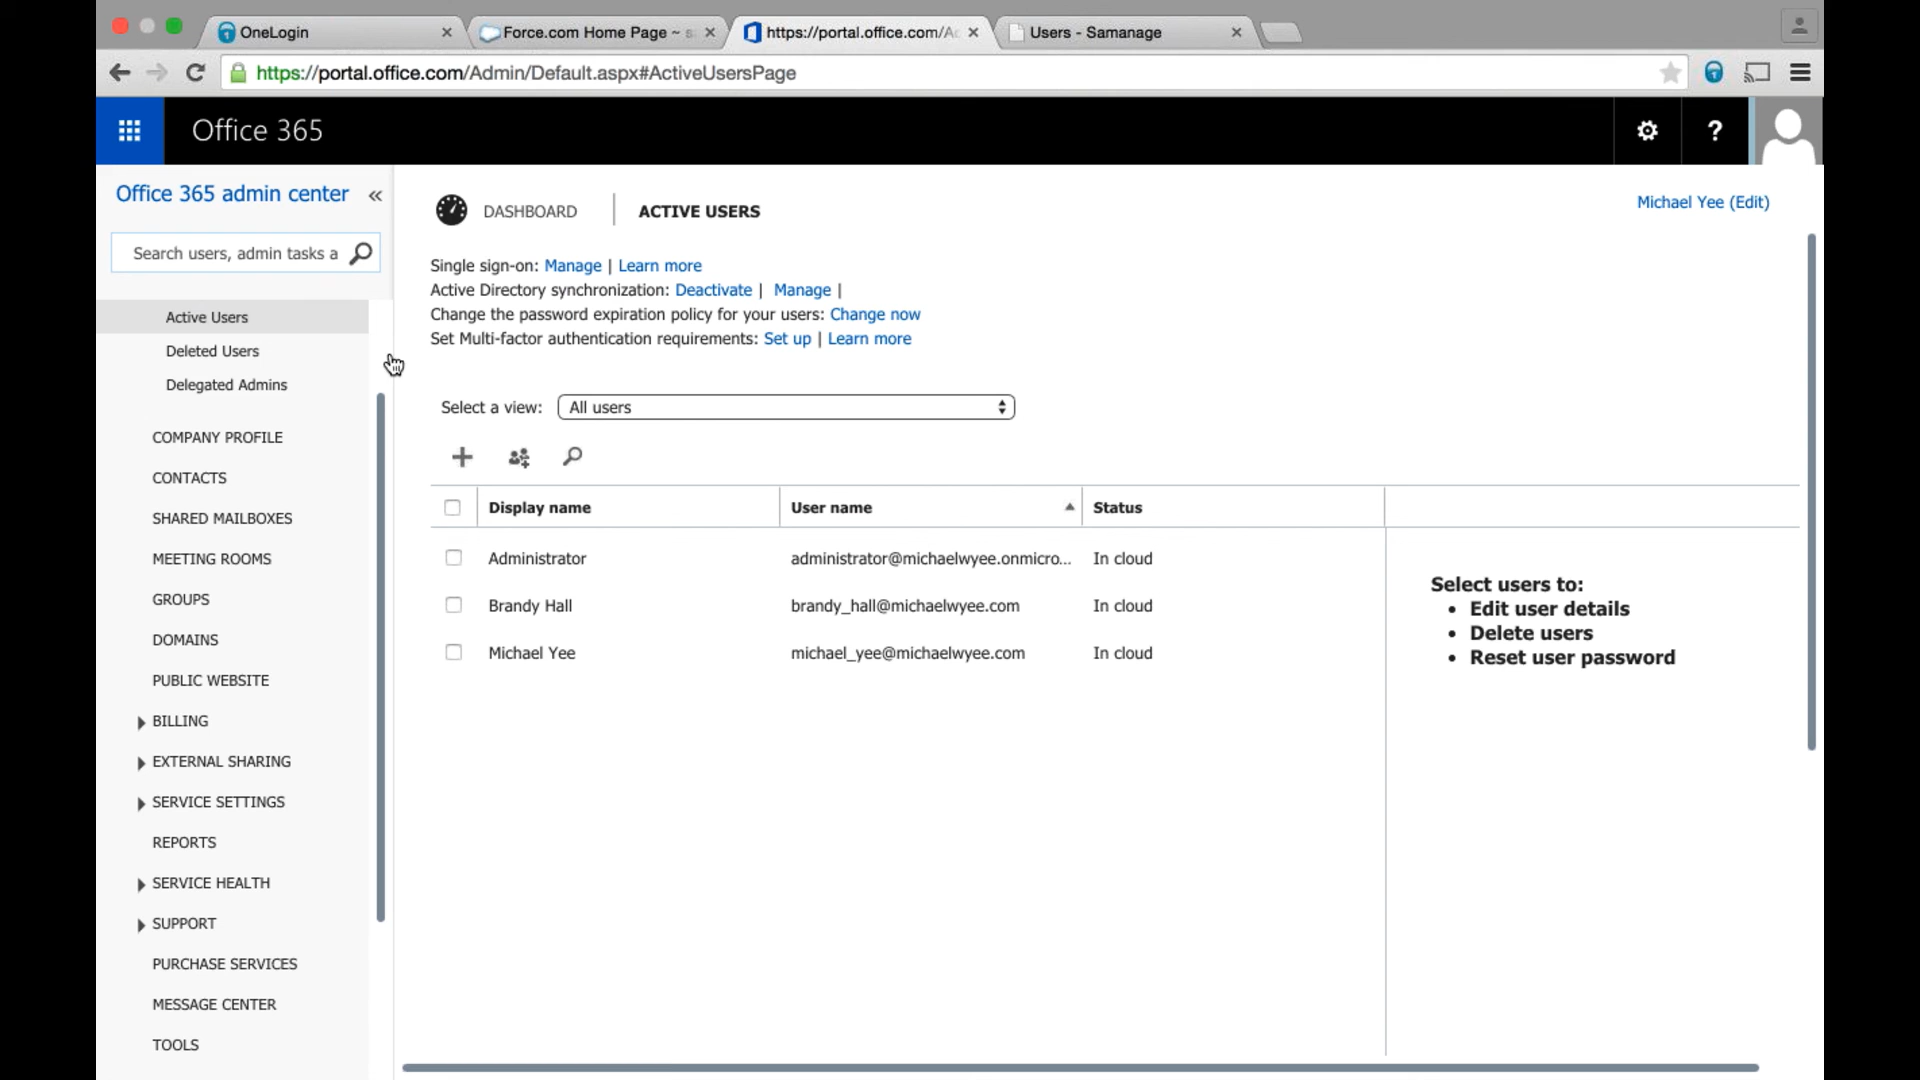 OneLogin
Force.com Home Page ~ s
https://portal.office.com/Ac
Users - Samanage
https://portal.office.com/Admin/Default.aspx#ActiveUsersPage
Office 365
?
Office 365 admin center «
Search users, admin tasks a
Active Users
Deleted Users
Delegated Admins
COMPANY PROFILE
CONTACTS
SHARED MAILBOXES
MEETING ROOMS
GROUPS
DOMAINS
PUBLIC WEBSITE
BILLING
EXTERNAL SHARING
SERVICE SETTINGS
REPORTS
SERVICE HEALTH
SUPPORT
PURCHASE SERVICES
MESSAGE CENTER
TOOLS
DASHBOARD | ACTIVE USERS
Michael Yee (Edit)
Single sign-on: Manage | Learn more
Active Directory synchronization: Deactivate | Manage |
Change the password expiration policy for your users: Change now
Set Multi-factor authentication requirements: Set up | Learn more
Select a view: All users
Display name User name Status
Administrator administrator@michaelwyee.onmicro... In cloud
Brandy Hall brandy_hall@michaelwyee.com In cloud
Michael Yee michael_yee@michaelwyee.com In cloud
Select users to:
• Edit user details
• Delete users
• Reset user password